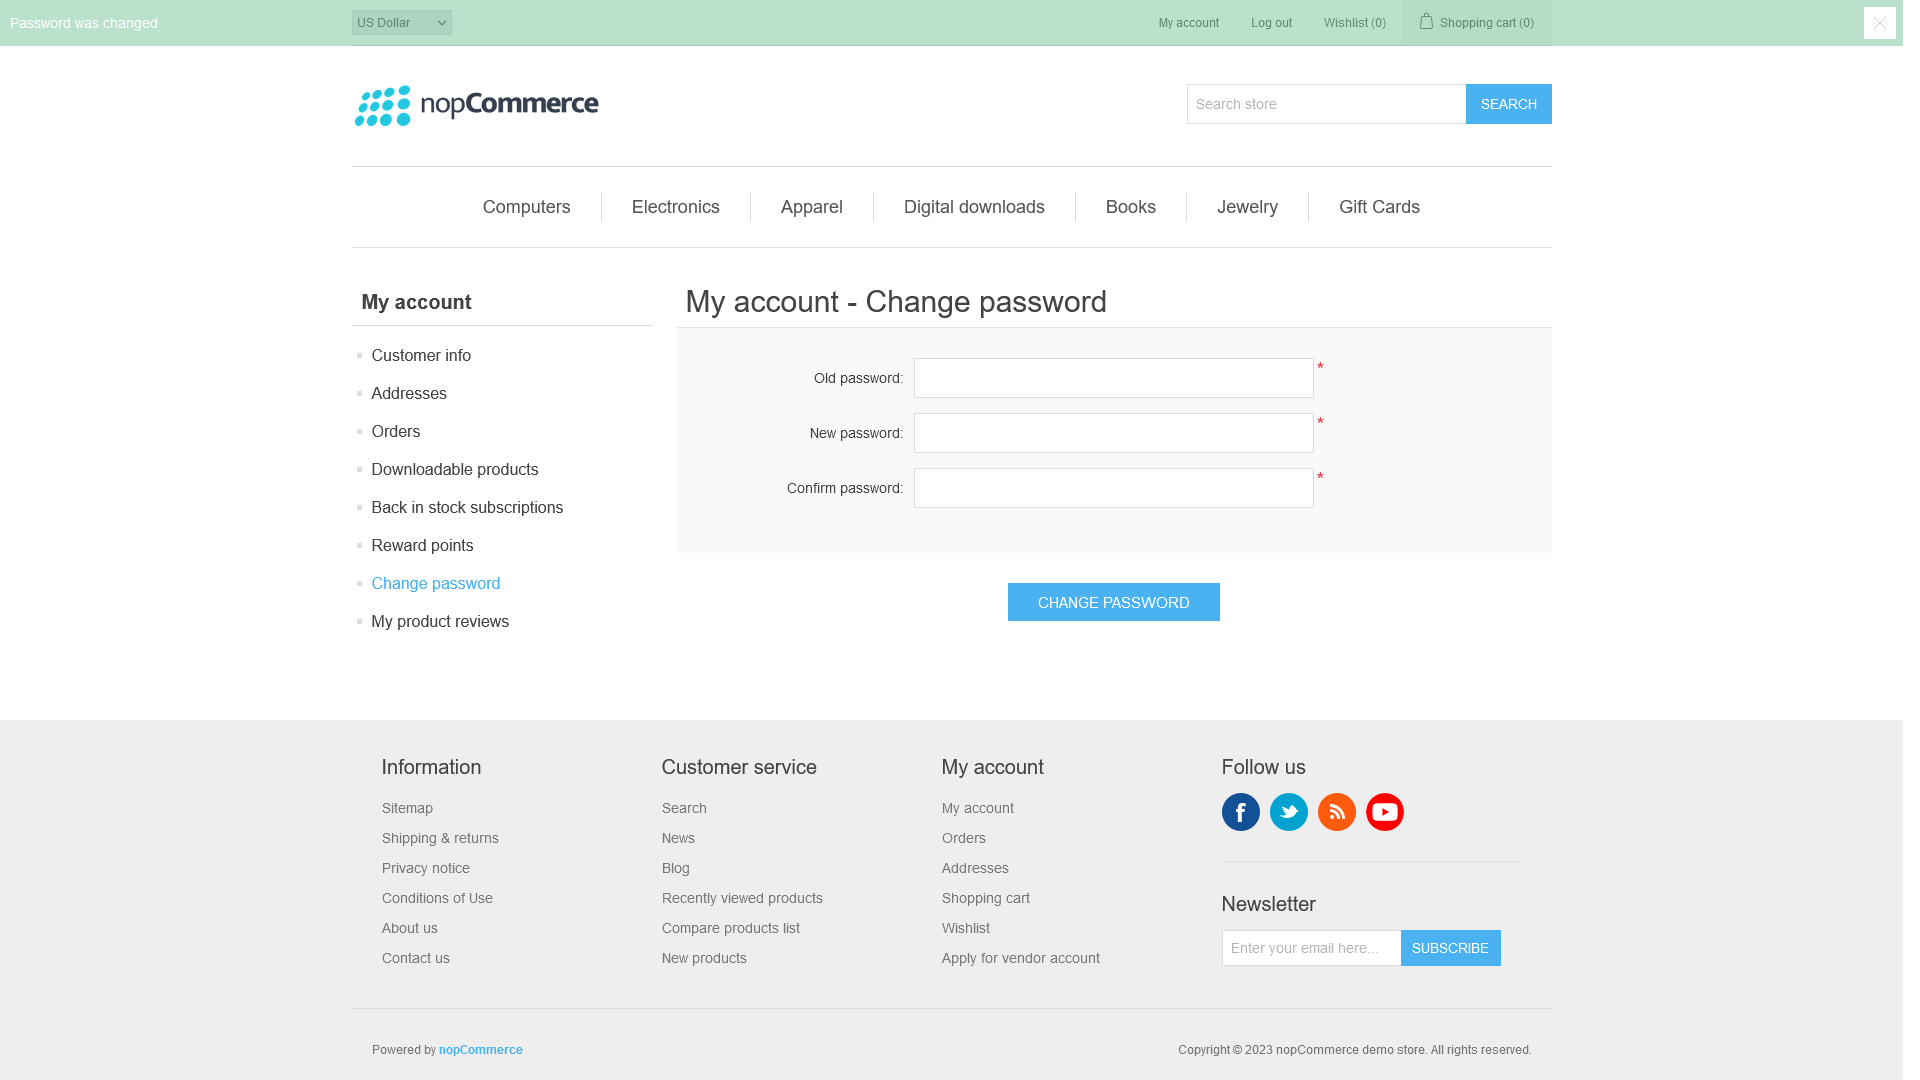 Password was changed
US Dollar
My account
Log out
Wishlist (0)
Shopping cart (0)
nopCommerce
Search store
SEARCH
Computers
Electronics
Apparel
Digital downloads
Books
Jewelry
Gift Cards
My account
Customer info
Addresses
Orders
Downloadable products
Back in stock subscriptions
Reward points
Change password
My product reviews
My account - Change password
Old password: *
New password: *
Confirm password: *
CHANGE PASSWORD
Information
Sitemap
Shipping & returns
Privacy notice
Conditions of Use
About us
Contact us
Customer service
Search
News
Blog
Recently viewed products
Compare products list
New products
My account
My account
Orders
Addresses
Shopping cart
Wishlist
Apply for vendor account
Follow us
Newsletter
Enter your email here...
SUBSCRIBE
Powered by nopCommerce
Copyright © 2023 nopCommerce demo store. All rights reserved.